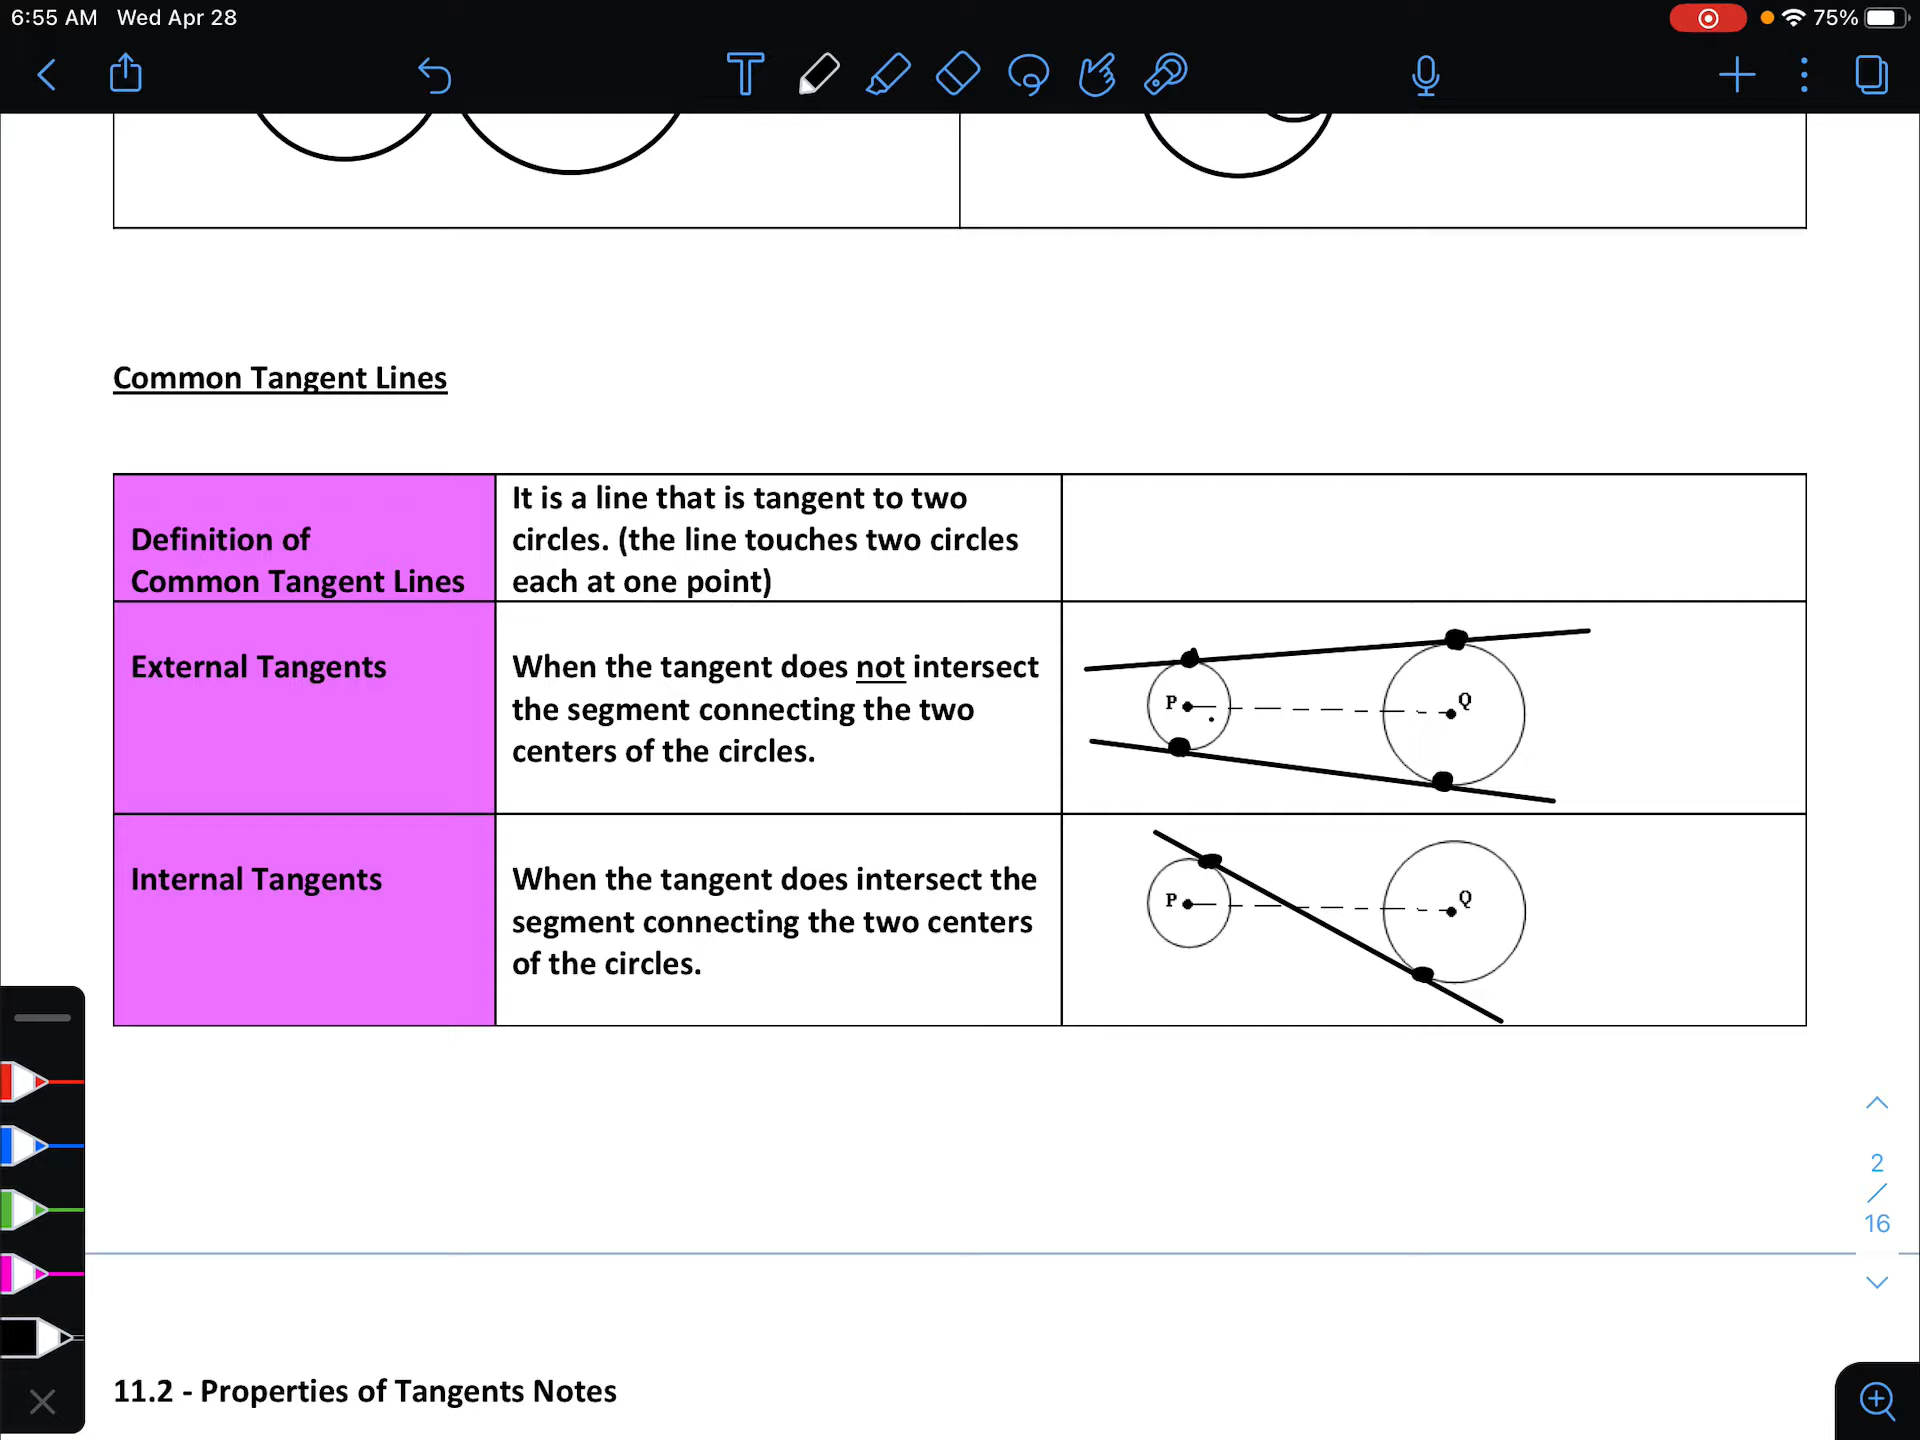 6:55 AM Wed Apr 28
75%
Common Tangent Lines
Definition of
Common Tangent Lines
It is a line that is tangent to two
circles. (the line touches two circles
each at one point)
External Tangents
When the tangent does not intersect
the segment connecting the two
centers of the circles.
P
Q
Internal Tangents
When the tangent does intersect the
segment connecting the two centers
of the circles.
P
Q
2
/
16
11.2 - Properties of Tangents Notes